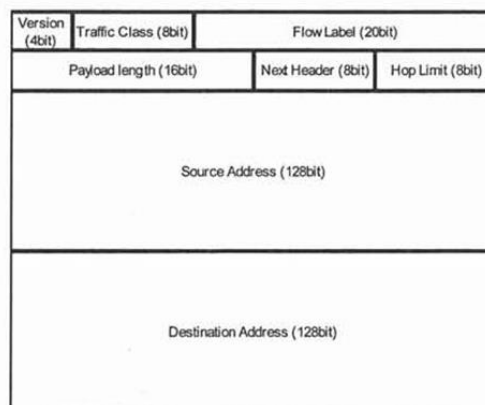 Version
(4bit)
Traffic Class (8bit)
Flow Label (20bit)
Payload length (16bit)
Next Header (8bit)
Hop Limit (8bit)
Source Address (128bit)
Destination Address (128bit)